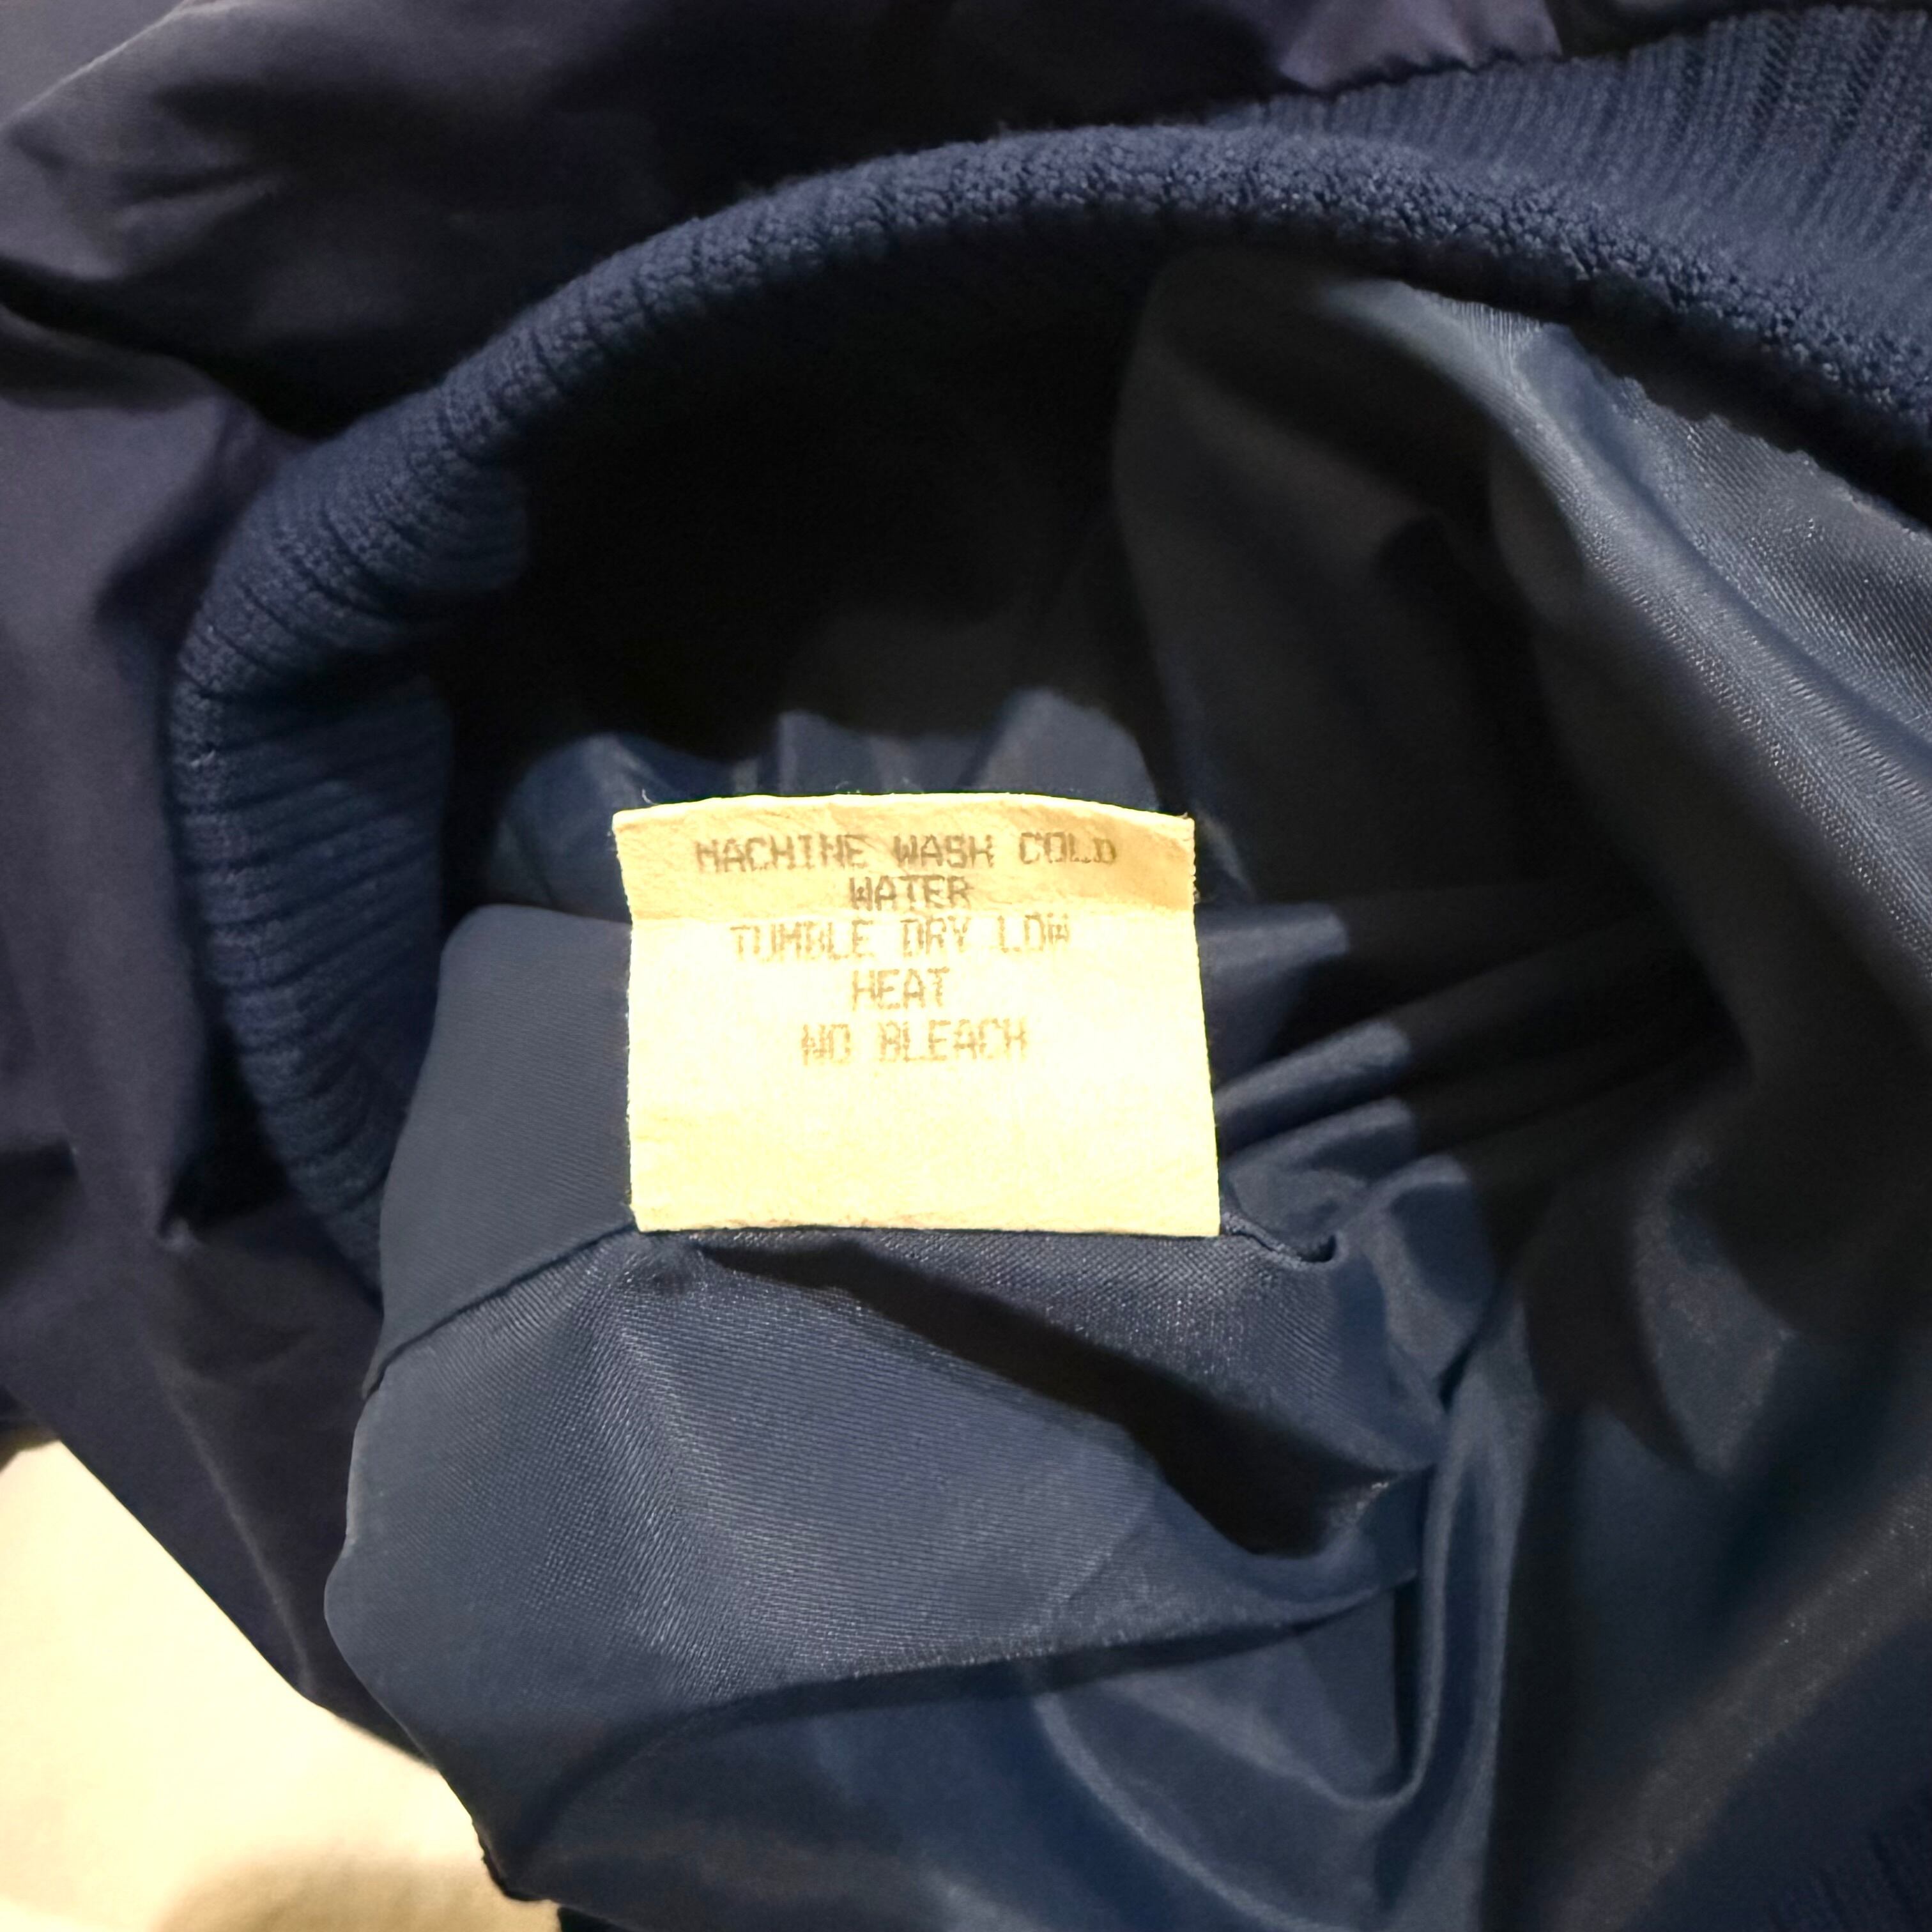 MACHINE WASH COLD
WATER
TUMBLE DRY LOW
HEAT
NO BLEACH